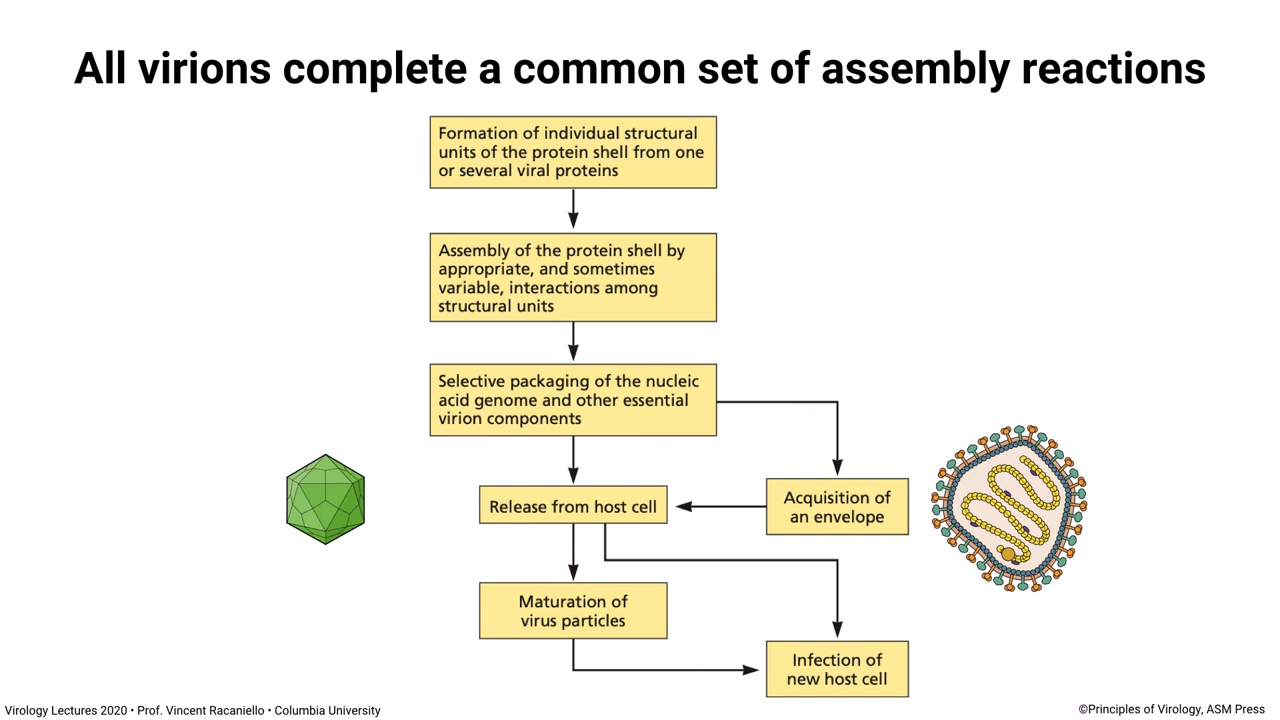 All virions complete a common set of assembly reactions
Formation of individual structural
units of the protein shell from one
or several viral proteins
Assembly of the protein shell by
appropriate, and sometimes
variable, interactions among
structural units
Selective packaging of the nucleic
acid genome and other essential
virion components
Release from host cell
Acquisition of
an envelope
Maturation of
virus particles
Infection of
new host cell
Virology Lectures 2020 • Prof. Vincent Racaniello • Columbia University
©Principles of Virology, ASM Press